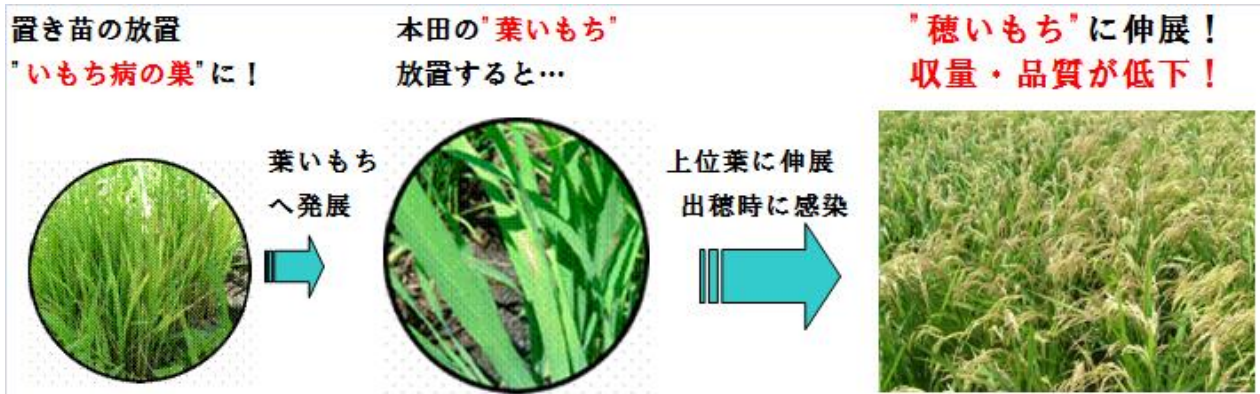 置き苗の放置
"いもち病の巣"に！
葉いもち
へ発展
本田の"葉いもち"
放置すると…
上位葉に伸展
出穂時に感染
"穂いもち"に伸展！
収量・品質が低下！